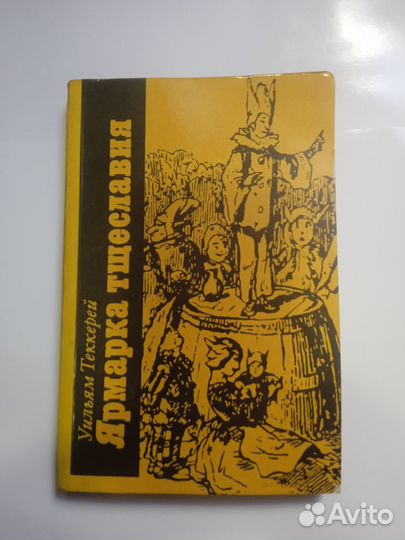 Уильям Теккерей
Ярмарка тщеславия
Avito